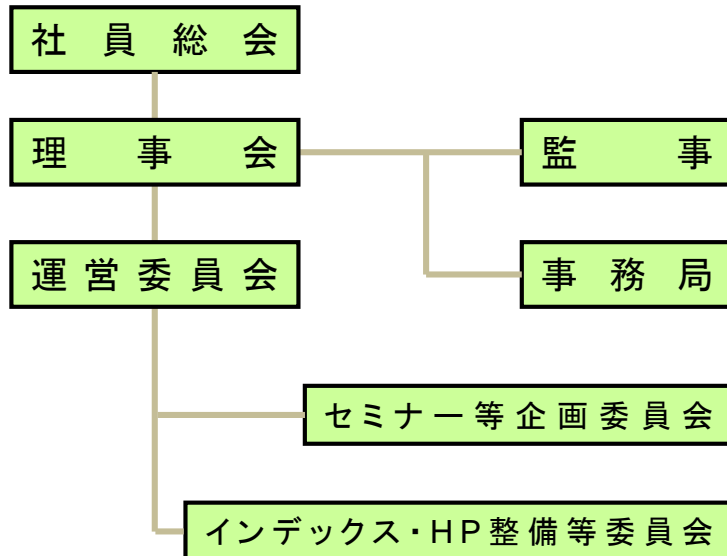 社員総会
理事会
監事
運営委員会
事務局
セミナー等企画委員会
インデックス・HP整備等委員会